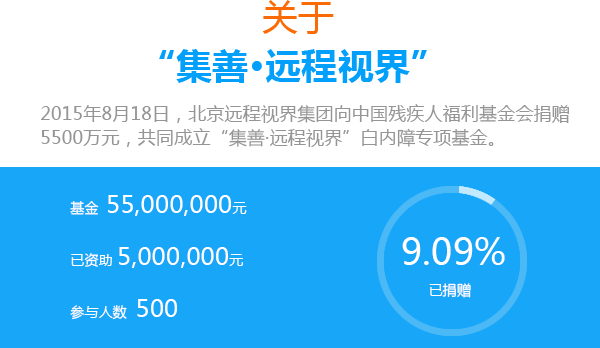 关于
“集善·远程视界”
2015年8月18日，北京远程视界集团向中国残疾人福利基金会捐赠
5500万元，共同成立“集善·远程视界”白内障专项基金。
基金 55,000,000元
已资助 5,000,000元
参与人数 500
9.09%
已捐赠